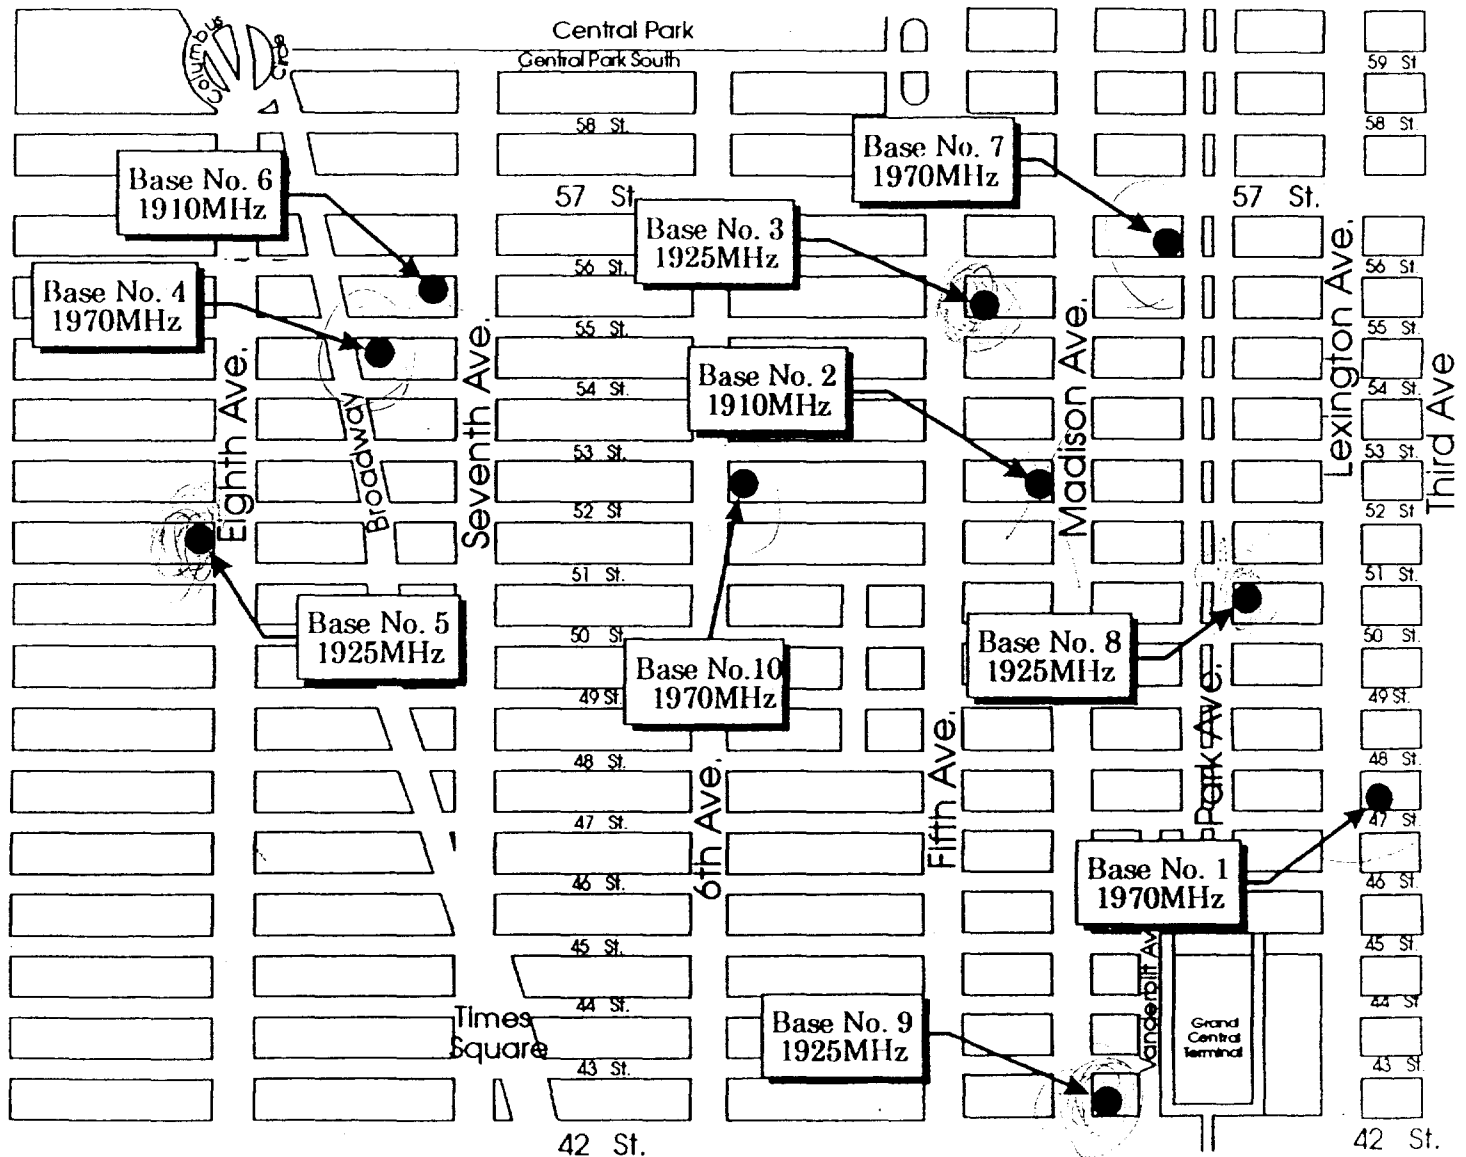 Columbus
Circle
Central Park
Central Park South
59 St
58 St.
58 St.
Base No. 7
1970MHz
Base No. 6
1910MHz
57 St.
57 St.
Base No. 3
1925MHz
56 St.
56 St.
Base No. 4
1970MHz
55 St.
55 St.
Base No. 2
1910MHz
54 St.
54 St.
53 St.
53 St.
Eighth Ave.
Broadway
Seventh Ave.
Madison Ave.
Lexington Ave.
Third Ave
52 St.
52 St
51 St.
51 St.
Base No. 5
1925MHz
50 St.
50 St.
Base No. 8
1925MHz
Base No.10
1970MHz
49 St.
49 St.
48 St.
48 St.
6th Ave.
Fifth Ave.
Park Ave.
47 St.
47 St.
Base No. 1
1970MHz
46 St.
46 St.
45 St.
45 St.
Vanderbilt Av
44 St.
44 St
Times
Square
Base No. 9
1925MHz
Grand
Central
Terminal
43 St.
43 St.
42 St.
42 St.